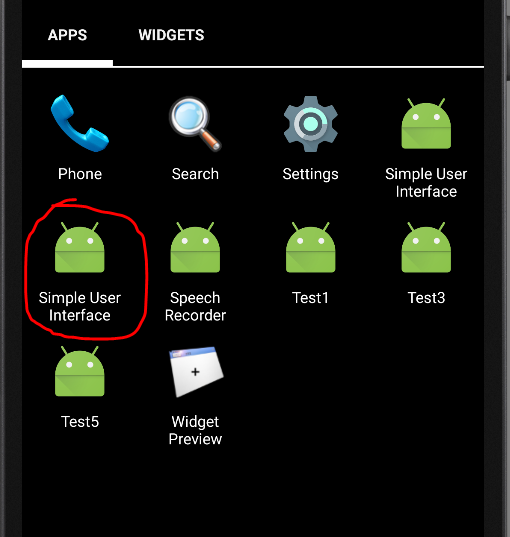 APPS WIDGETS
Phone Search Settings Simple User
Interface
Simple User Speech Test1 Test3
Interface Recorder
Test5 Widget
Preview